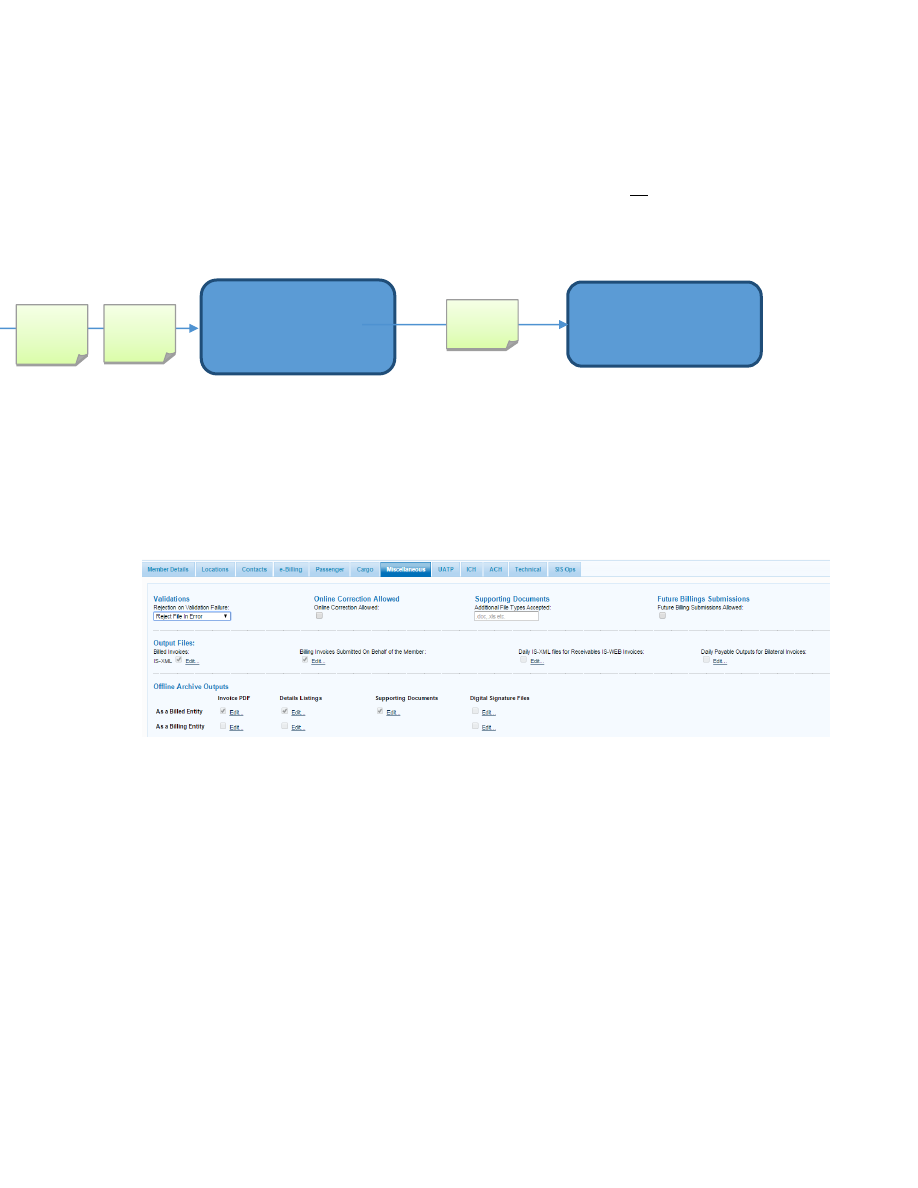 Member Details Locations Contacts e-Billing Passenger Cargo Miscellaneous UATP ICH ACH Technical SIS Ops
Validations Online Correction Allowed Supporting Documents Future Billings Submissions
Rejection on Validation Failure: Online Correction Allowed: Additional File Types Accepted: Future Billing Submissions Allowed:
Reject File In Error doc, xls etc.
Output Files:
Billed Invoices: Billing Invoices Submitted On Behalf of the Member : Daily IS-XML files for Receivables IS-WEB Invoices: Daily Payable Outputs for Bilateral Invoices:
IS-XML Edit... Edit... Edit... Edit...
Offline Archive Outputs
Invoice PDF Details Listings Supporting Documents Digital Signature Files
As a Billed Entity Edit... Edit... Edit... Edit...
As a Billing Entity Edit... Edit... Edit...